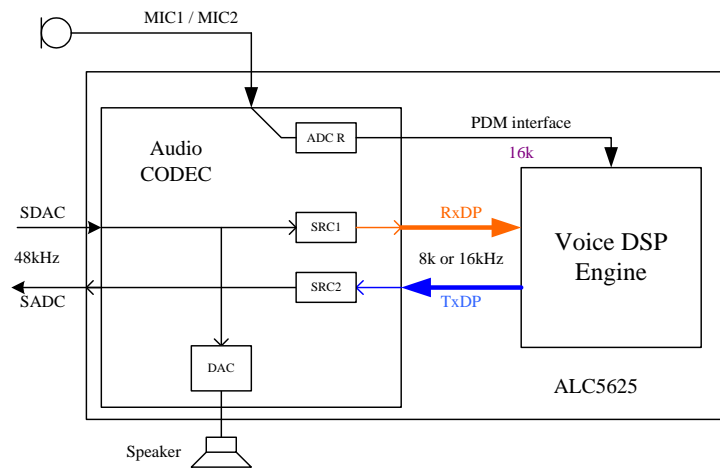 MIC1 / MIC2
PDM interface
ADC R
Audio
CODEC
16k
SDAC
SRC1
RxDP
Voice DSP
Engine
48kHz
8k or 16kHz
SRC2
SADC
TxDP
DAC
ALC5625
Speaker